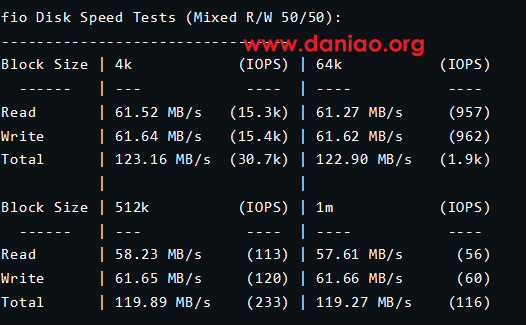 fio Disk Speed Tests (Mixed R/W 50/50):
---------------------------------
www.daniao.org
Block Size | 4k            (IOPS) | 64k           (IOPS)
  ------   | ---            ----  | ----           ----
Read       | 61.52 MB/s   (15.3k) | 61.27 MB/s     (957)
Write      | 61.64 MB/s   (15.4k) | 61.62 MB/s     (962)
Total      | 123.16 MB/s  (30.7k) | 122.90 MB/s   (1.9k)
           |                      |
Block Size | 512k          (IOPS) | 1m            (IOPS)
  ------   | ---            ----  | ---            ----
Read       | 58.23 MB/s     (113) | 57.61 MB/s      (56)
Write      | 61.65 MB/s     (120) | 61.66 MB/s      (60)
Total      | 119.89 MB/s    (233) | 119.27 MB/s    (116)